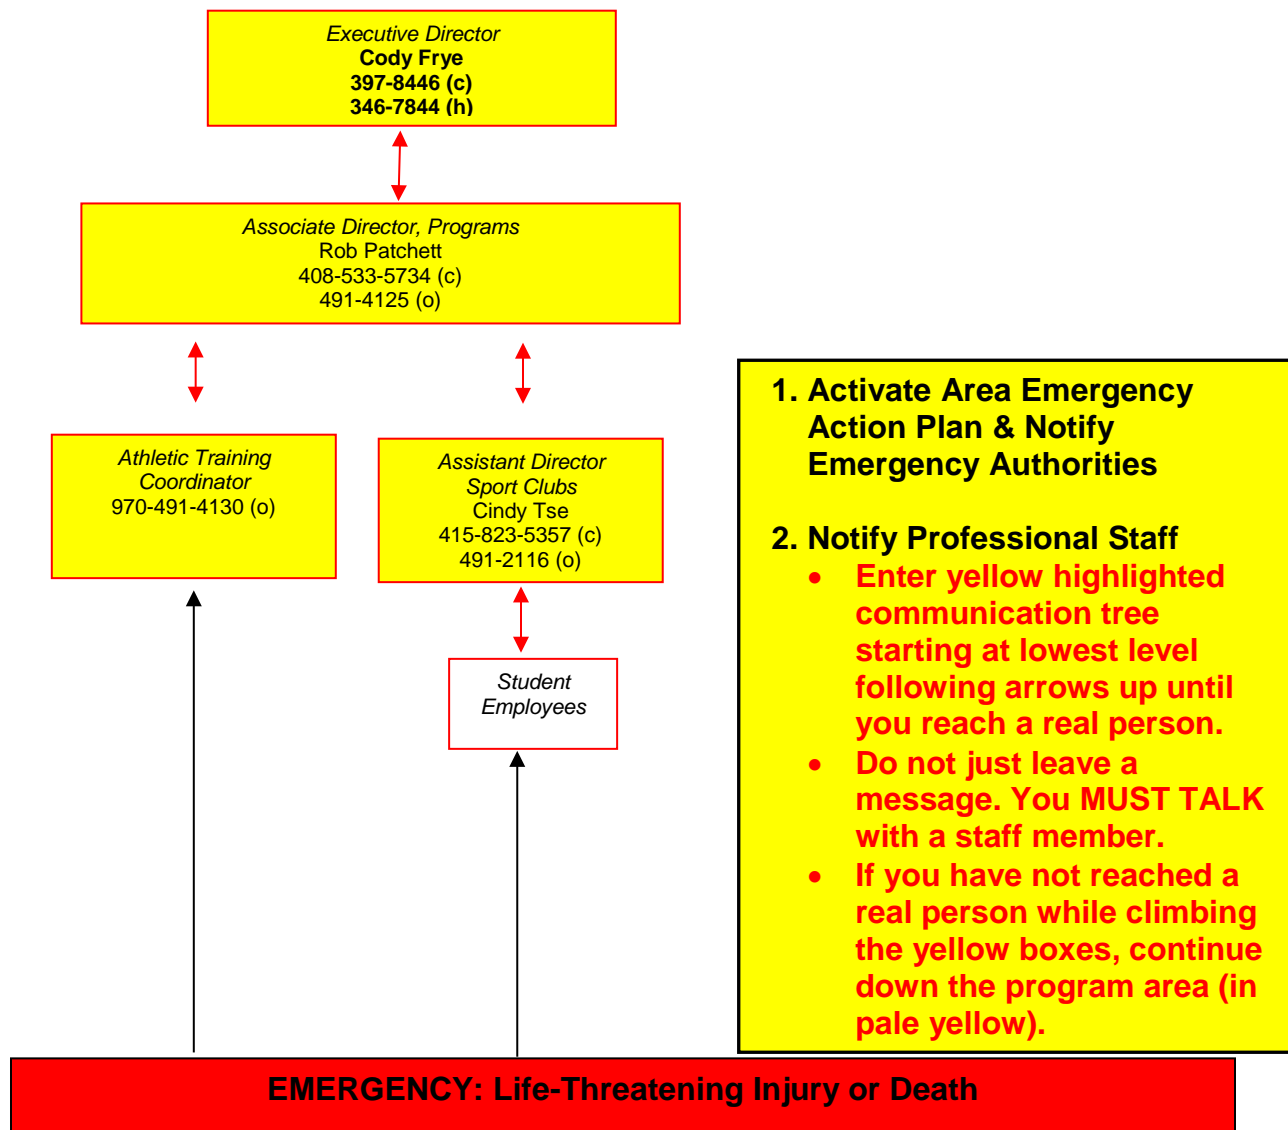 Executive Director
Cody Frye
397-8446 (c)
346-7844 (h)
Associate Director, Programs
Rob Patchett
408-533-5734 (c)
491-4125 (o)
Athletic Training
Coordinator
970-491-4130 (o)
Assistant Director
Sport Clubs
Cindy Tse
415-823-5357 (c)
491-2116 (o)
Student
Employees
1. Activate Area Emergency
Action Plan & Notify
Emergency Authorities
2. Notify Professional Staff
• Enter yellow highlighted
communication tree
starting at lowest level
following arrows up until
you reach a real person.
• Do not just leave a
message. You MUST TALK
with a staff member.
• If you have not reached a
real person while climbing
the yellow boxes, continue
down the program area (in
pale yellow).
EMERGENCY: Life-Threatening Injury or Death